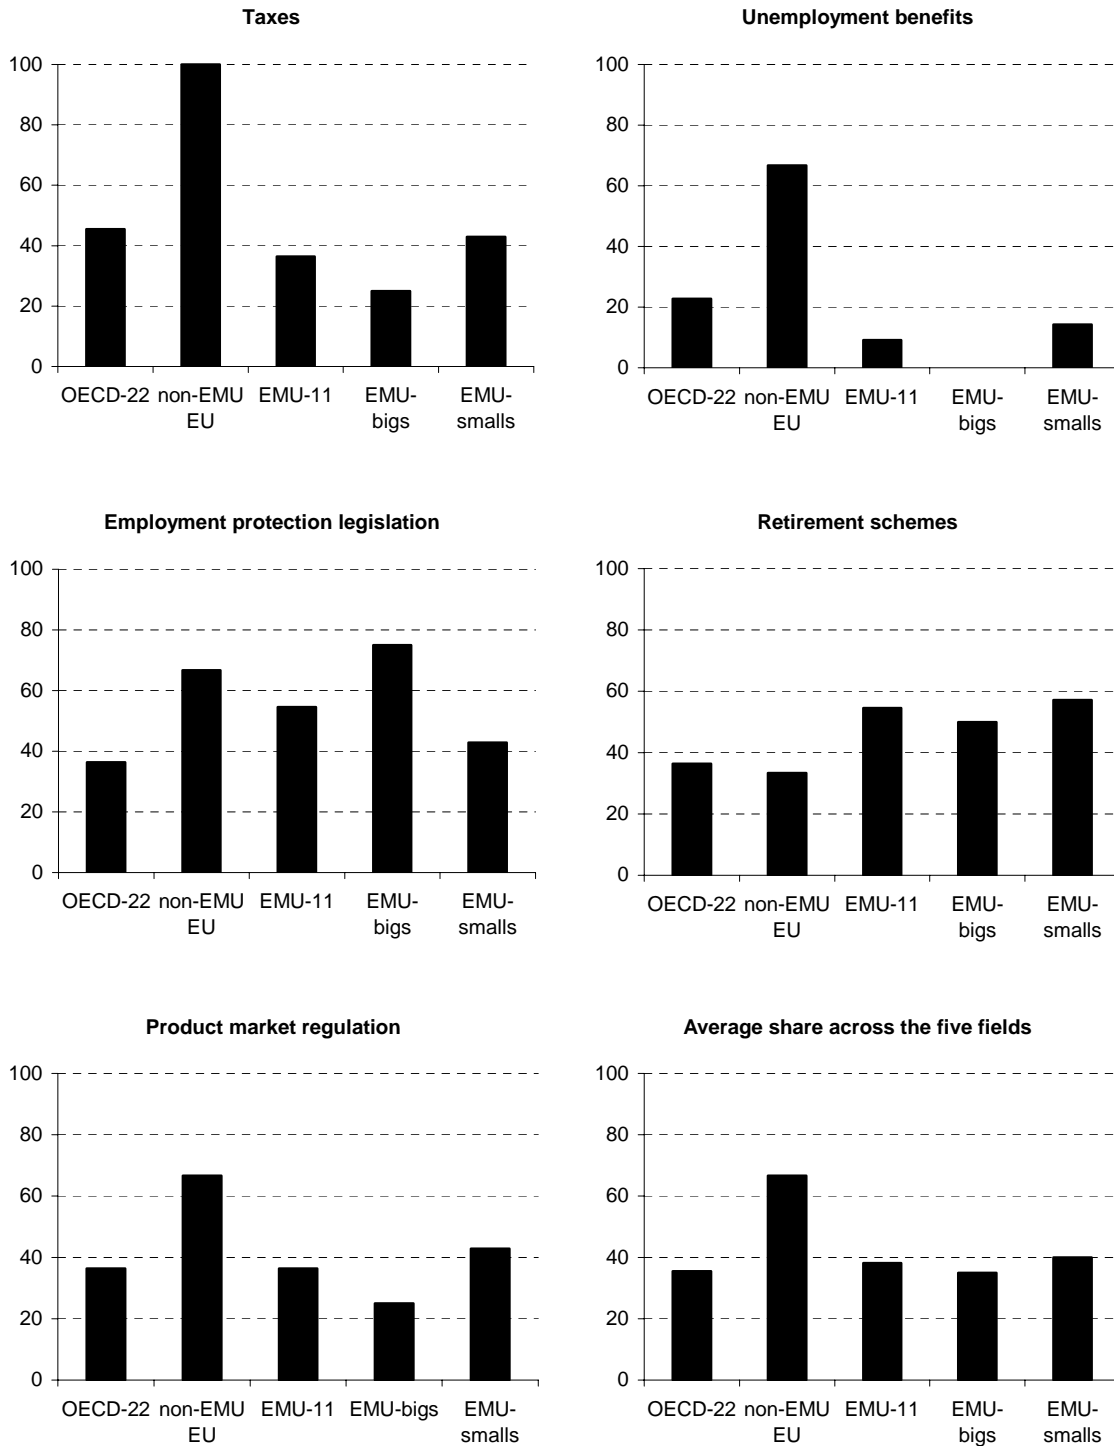 Taxes
100
80
60
40
20
0
OECD-22 non-EMU EMU-11 EMU- EMU-
EU bigs smalls
Unemployment benefits
100
80
60
40
20
0
OECD-22 non-EMU EMU-11 EMU- EMU-
EU bigs smalls
Employment protection legislation
100
80
60
40
20
0
OECD-22 non-EMU EMU-11 EMU- EMU-
EU bigs smalls
Retirement schemes
100
80
60
40
20
0
OECD-22 non-EMU EMU-11 EMU- EMU-
EU bigs smalls
Product market regulation
100
80
60
40
20
0
OECD-22 non-EMU EMU-11 EMU-bigs EMU-
EU smalls
Average share across the five fields
100
80
60
40
20
0
OECD-22 non-EMU EMU-11 EMU- EMU-
EU bigs smalls